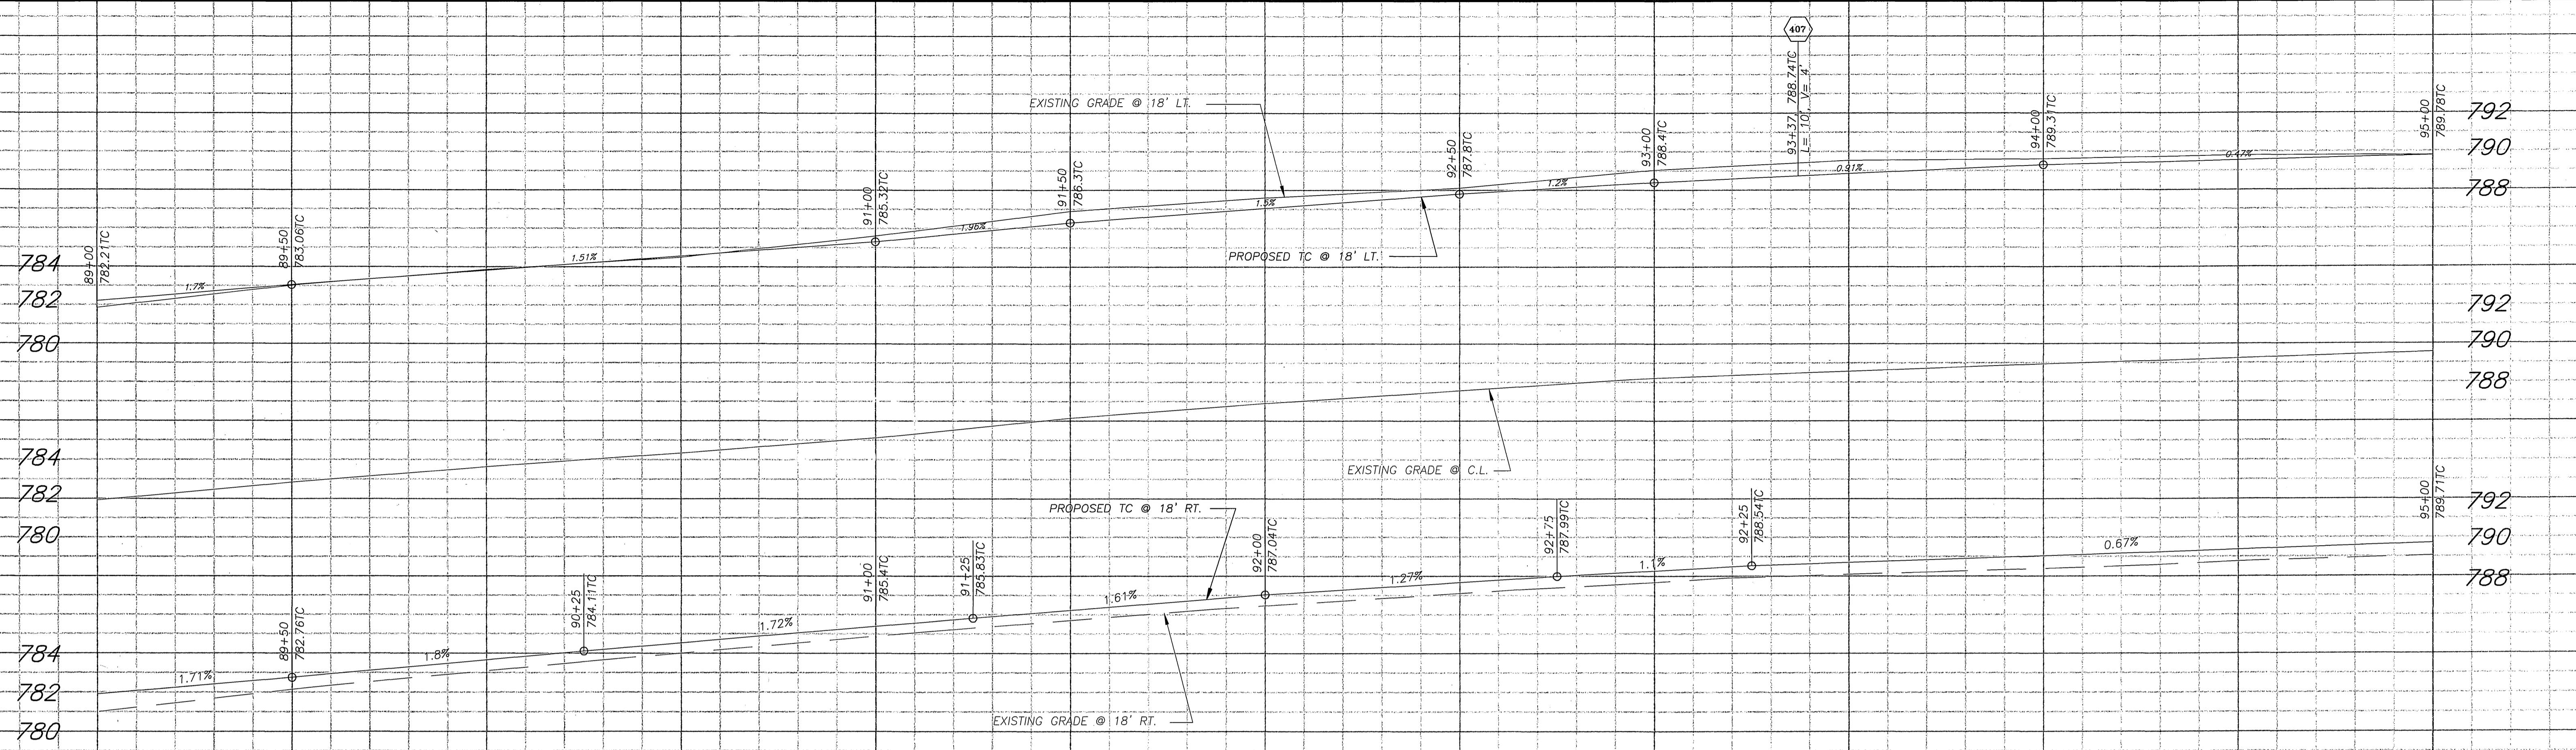 407
93+37, 788.74TC
L= 10', V= 4'
EXISTING GRADE @ 18' LT.
89+00
782.21TC
89+50
783.06TC
91+00
785.32TC
91+50
786.3TC
92+50
787.8TC
93+00
788.4TC
94+00
789.31TC
95+00
789.78TC
1.7%
1.51%
1.96%
1.5%
1.2%
0.91%
0.47%
PROPOSED TC @ 18' LT.
784
782
780
792
790
788
EXISTING GRADE @ C.L.
784
782
780
792
790
788
PROPOSED TC @ 18' RT.
89+50
782.76TC
90+25
784.11TC
91+00
785.4TC
91+25
785.83TC
92+00
787.04TC
92+75
787.99TC
92+25
788.54TC
95+00
789.71TC
1.71%
1.8%
1.72%
1.61%
1.27%
1.1%
0.67%
EXISTING GRADE @ 18' RT.
784
782
780
792
790
788